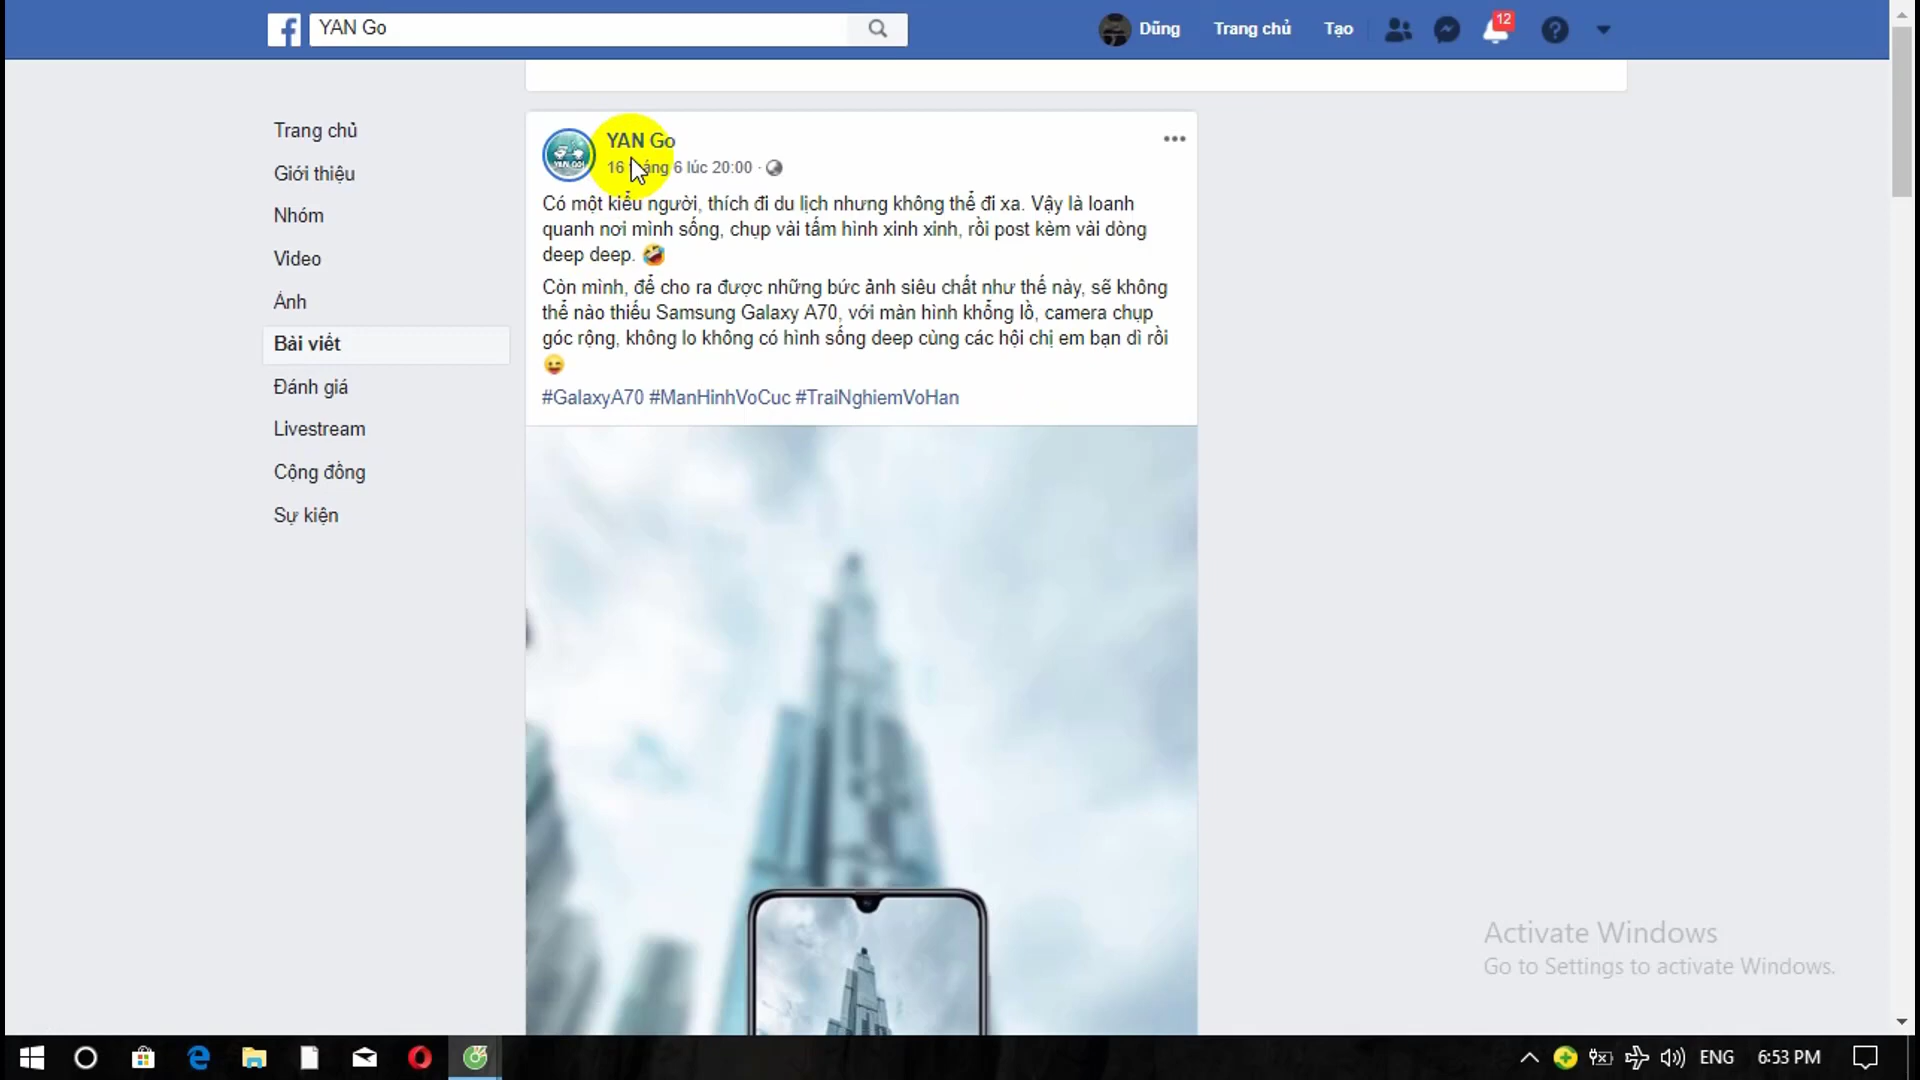 YAN Go
Dũng
Trang chủ
Tạo
12
Trang chủ
Giới thiệu
Nhóm
Video
Ảnh
Bài viết
Đánh giá
Livestream
Cộng đồng
Sự kiện
YAN Go
16 tháng 6 lúc 20:00 ·
Có một kiểu người, thích đi du lịch nhưng không thể đi xa. Vậy là loanh
quanh nơi mình sống, chụp vài tấm hình xinh xinh, rồi post kèm vài dòng
deep deep. 🤣
Còn mình, để cho ra được những bức ảnh siêu chất như thế này, sẽ không
thể nào thiếu Samsung Galaxy A70, với màn hình khổng lồ, camera chụp
góc rộng, không lo không có hình sống deep cùng các hội chị em bạn dì rồi
😜
#GalaxyA70 #ManHinhVoCuc #TraiNghiemVoHan
YAN GO!
Activate Windows
Go to Settings to activate Windows.
ENG
6:53 PM